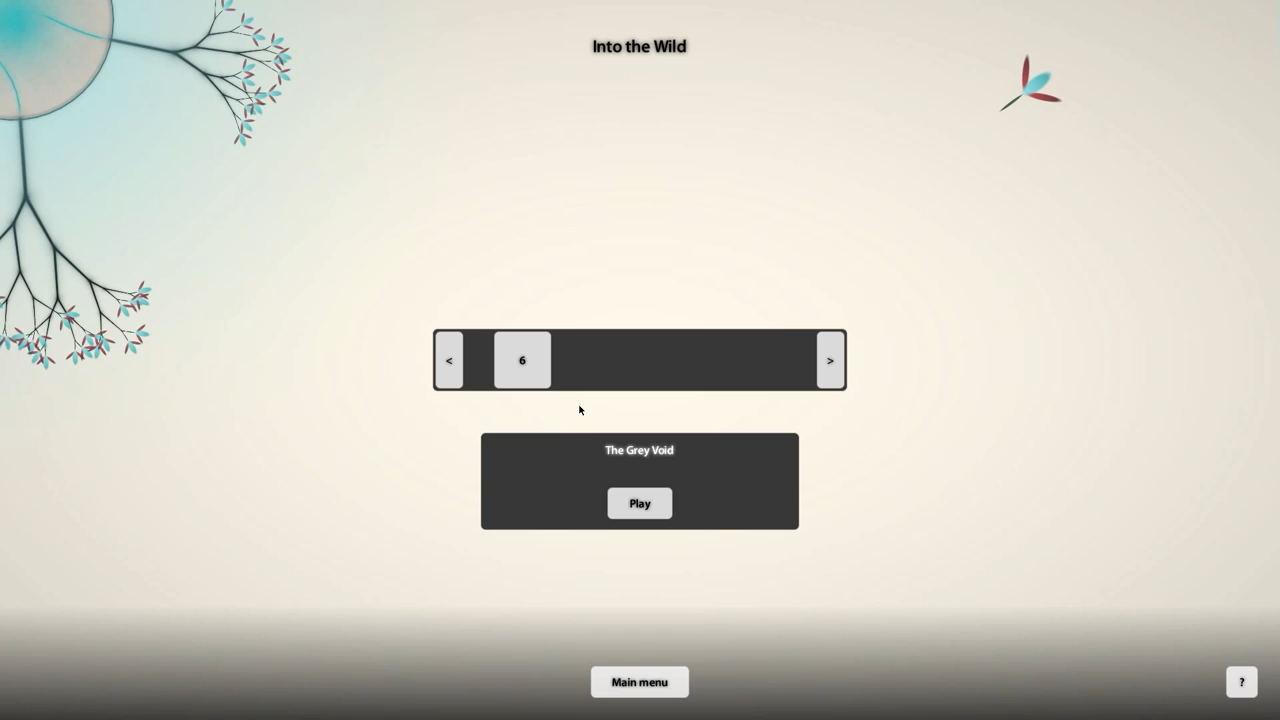 Into the Wild
< 6 >
The Grey Void
Play
Main menu
?